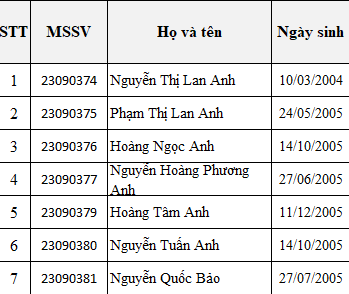 STT MSSV Họ và tên Ngày sinh
1 23090374 Nguyễn Thị Lan Anh 10/03/2004
2 23090375 Phạm Thị Lan Anh 24/05/2005
3 23090376 Hoàng Ngọc Anh 14/10/2005
4 23090377 Nguyễn Hoàng Phương 27/06/2005
Anh
5 23090379 Hoàng Tâm Anh 11/12/2005
6 23090380 Nguyễn Tuấn Anh 14/10/2005
7 23090381 Nguyễn Quốc Bảo 27/07/2005